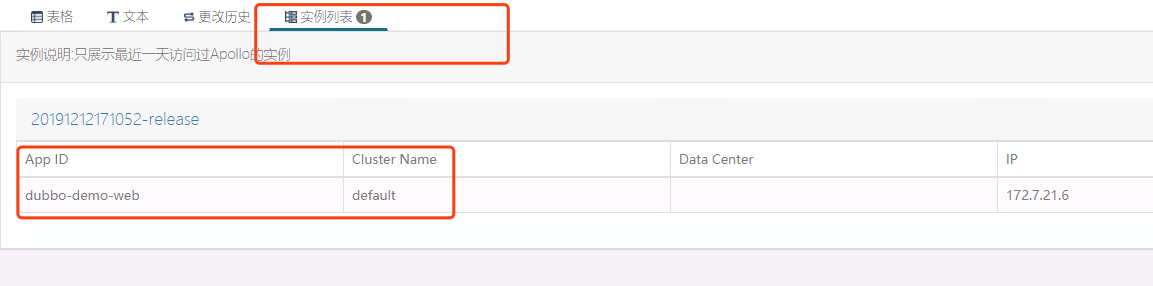 表格 文本 更改历史 实例列表 1
实例说明:只展示最近一天访问过Apollo的实例
20191212171052-release
App ID Cluster Name Data Center IP
dubbo-demo-web default 172.7.21.6